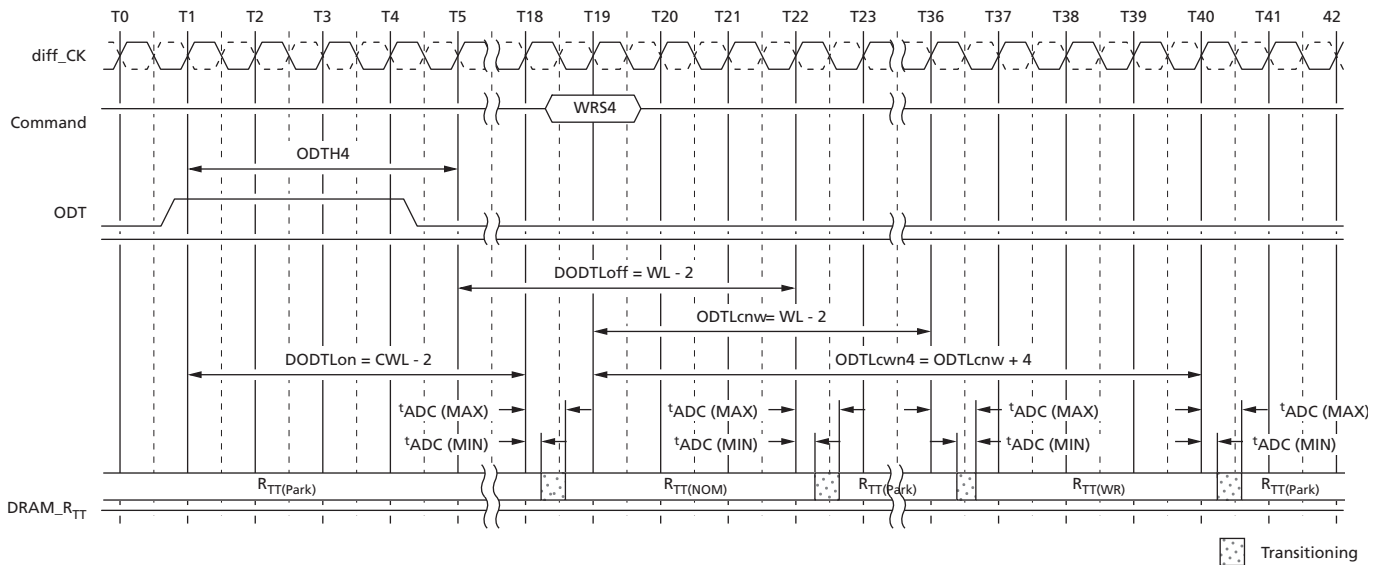 T0 T1 T2 T3 T4 T5 T18 T19 T20 T21 T22 T23 T36 T37 T38 T39 T40 T41 42
diff_CK
WRS4
Command
ODTH4
ODT
DODTLoff = WL - 2
ODTLcnw= WL - 2
DODTLon = CWL - 2 ODTLcwn4 = ODTLcnw + 4
tADC (MAX) tADC (MAX) tADC (MAX) tADC (MAX)
tADC (MIN) tADC (MIN) tADC (MIN) tADC (MIN)
RTT(Park) RTT(NOM) RTT(Park) RTT(WR) RTT(Park)
DRAM_RTT
Transitioning